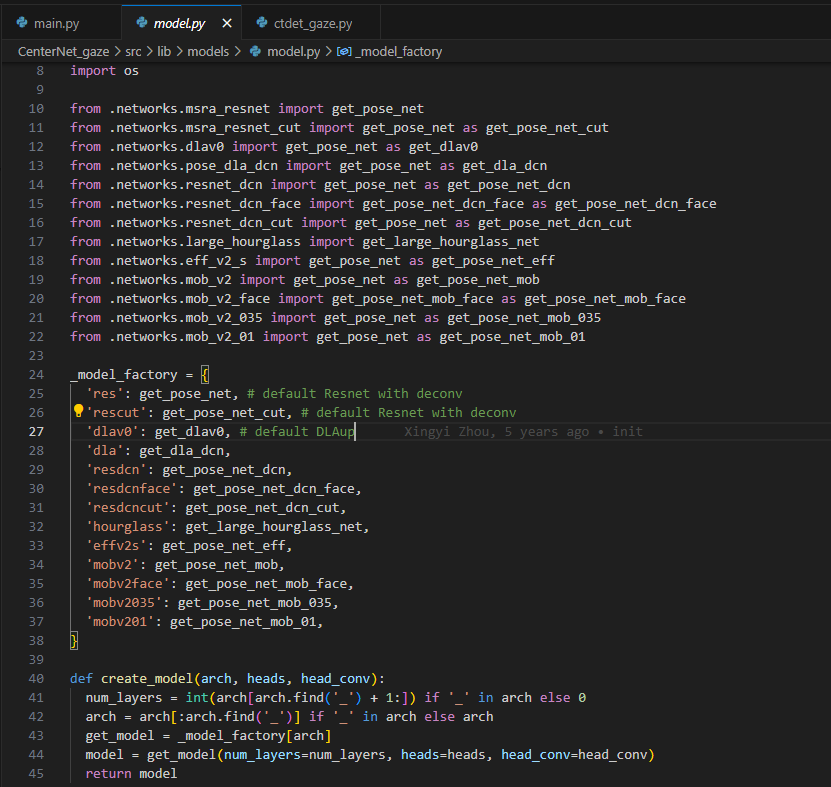 main.py
model.py
ctdet_gaze.py
CenterNet_gaze > src > lib > models > model.py > _model_factory
8 import os
9
10 from .networks.msra_resnet import get_pose_net
11 from .networks.msra_resnet_cut import get_pose_net as get_pose_net_cut
12 from .networks.dlav0 import get_pose_net as get_dlav0
13 from .networks.pose_dla_dcn import get_pose_net as get_dla_dcn
14 from .networks.resnet_dcn import get_pose_net as get_pose_net_dcn
15 from .networks.resnet_dcn_face import get_pose_net_dcn_face as get_pose_net_dcn_face
16 from .networks.resnet_dcn_cut import get_pose_net as get_pose_net_dcn_cut
17 from .networks.large_hourglass import get_large_hourglass_net
18 from .networks.eff_v2_s import get_pose_net as get_pose_net_eff
19 from .networks.mob_v2 import get_pose_net as get_pose_net_mob
20 from .networks.mob_v2_face import get_pose_net_mob_face as get_pose_net_mob_face
21 from .networks.mob_v2_035 import get_pose_net as get_pose_net_mob_035
22 from .networks.mob_v2_01 import get_pose_net as get_pose_net_mob_01
23
24 _model_factory = {
25 'res': get_pose_net, # default Resnet with deconv
26 'rescut': get_pose_net_cut, # default Resnet with deconv
27 'dlav0': get_dlav0, # default DLAup Xingyi Zhou, 5 years ago • init
28 'dla': get_dla_dcn,
29 'resdcn': get_pose_net_dcn,
30 'resdcnface': get_pose_net_dcn_face,
31 'resdcncut': get_pose_net_dcn_cut,
32 'hourglass': get_large_hourglass_net,
33 'effv2s': get_pose_net_eff,
34 'mobv2': get_pose_net_mob,
35 'mobv2face': get_pose_net_mob_face,
36 'mobv2035': get_pose_net_mob_035,
37 'mobv201': get_pose_net_mob_01,
38 }
39
40 def create_model(arch, heads, head_conv):
41 num_layers = int(arch[arch.find('_') + 1:]) if '_' in arch else 0
42 arch = arch[:arch.find('_')] if '_' in arch else arch
43 get_model = _model_factory[arch]
44 model = get_model(num_layers=num_layers, heads=heads, head_conv=head_conv)
45 return model